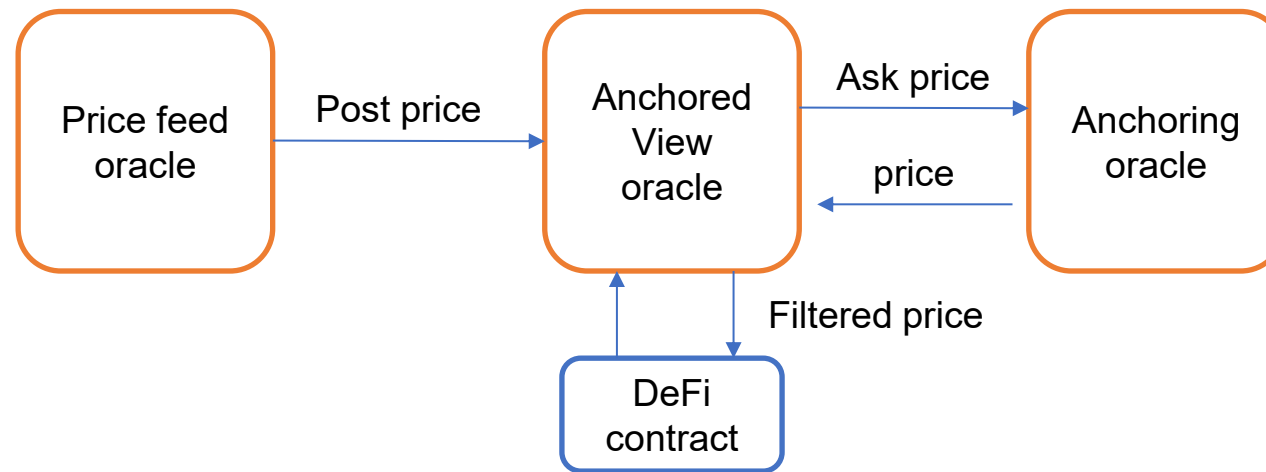 Price feed
oracle
Post price
Anchored
View
oracle
Ask price
price
Anchoring
oracle
Filtered price
DeFi
contract